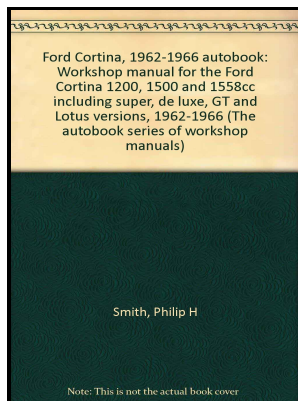 Ford Cortina, 1962-1966 autobook:
Workshop manual for the Ford
Cortina 1200, 1500 and 1558cc
including super, de luxe, GT and
Lotus versions, 1962-1966 (The
autobook series of workshop
manuals)
Smith, Philip H
Note: This is not the actual book cover